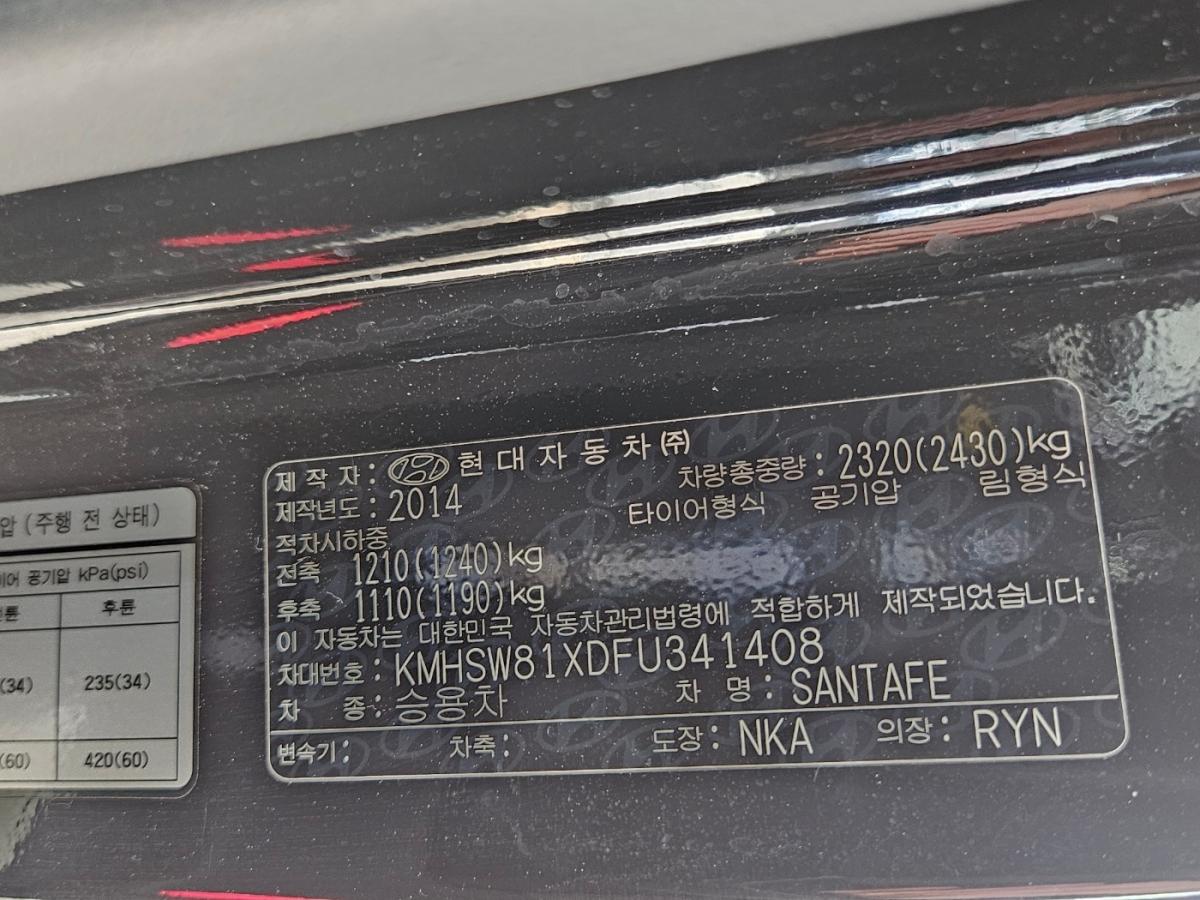 압 (주행 전 상태)
이어 공기압 kPa(psi)
전륜 후륜
(34) 235(34)
(60) 420(60)
제 작 자 : 현 대 자 동 차 ㈜
제작년도 : 2014 차량총중량 : 2320(2430)kg
적차시하중 타이어형식 공기압 림형식
전축 1210(1240)kg
후축 1110(1190)kg
이 자동차는 대한민국 자동차관리법령에 적합하게 제작되었습니다.
차대번호 : KMHSW81XDFU341408
차 종 : 승용차 차 명 : SANTAFE
변속기 : 차축 : 도장 : NKA 의장 : RYN